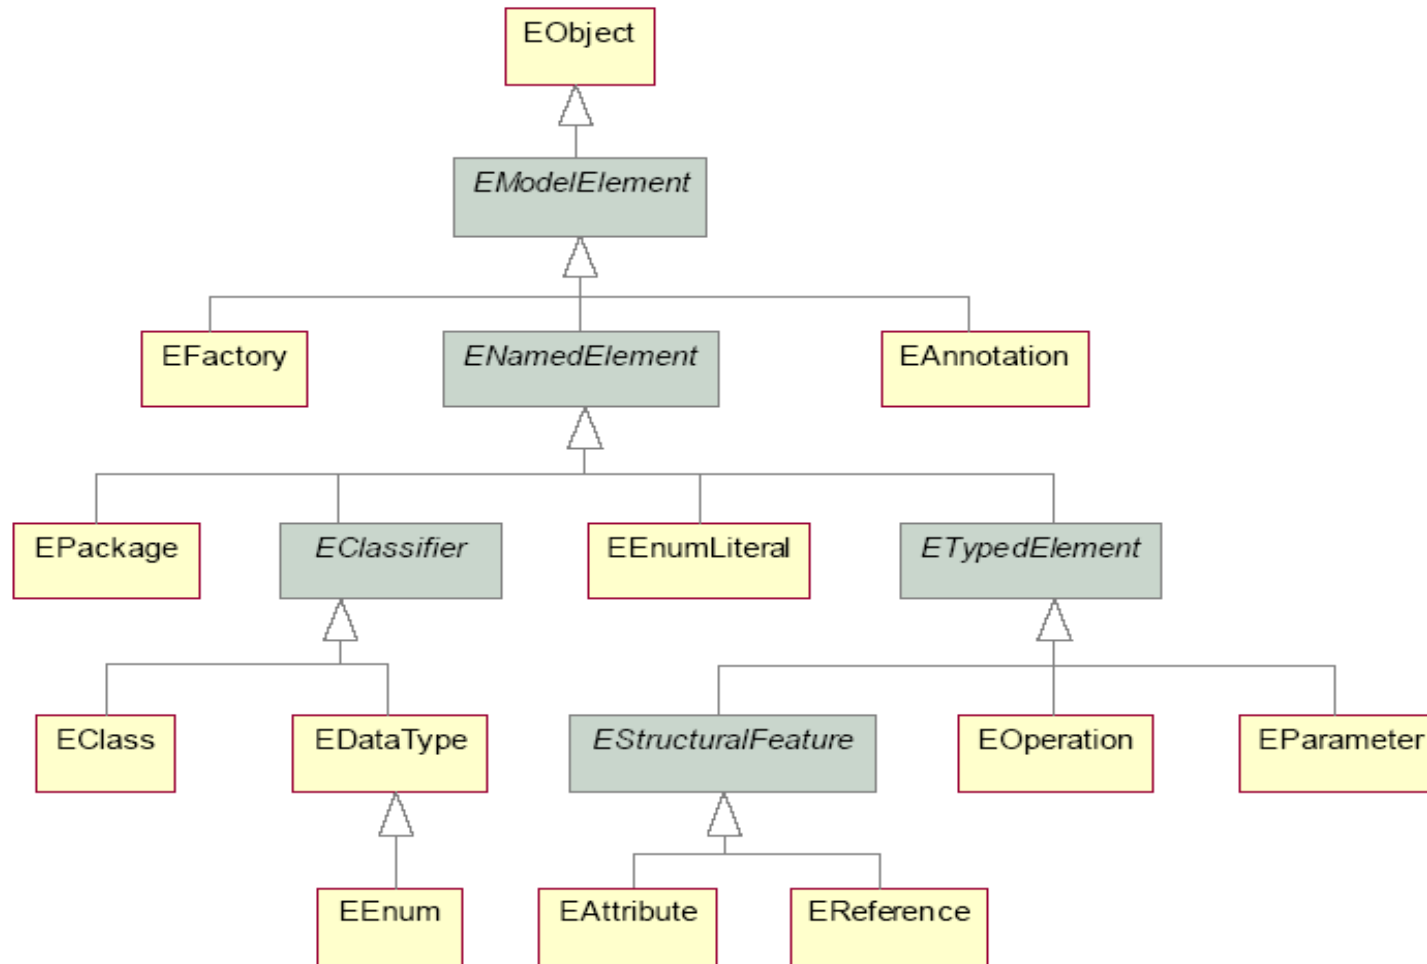 EObject
EModelElement
EFactory
ENamedElement
EAnnotation
EPackage
EClassifier
EEnumLiteral
ETypedElement
EClass
EDataType
EStructuralFeature
EOperation
EParameter
EEnum
EAttribute
EReference